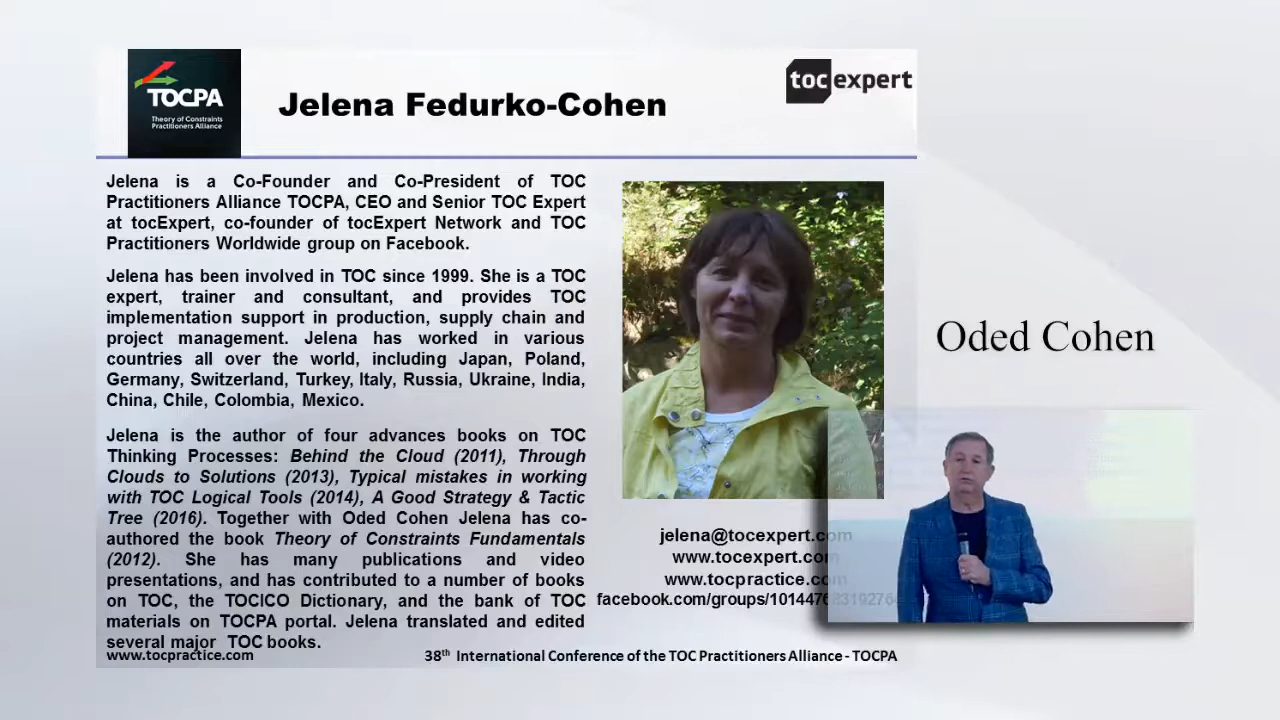 TOCPA
Theory of Constraints
Practitioners Alliance
Jelena Fedurko-Cohen
tocexpert
Jelena is a Co-Founder and Co-President of TOC
Practitioners Alliance TOCPA, CEO and Senior TOC Expert
at tocExpert, co-founder of tocExpert Network and TOC
Practitioners Worldwide group on Facebook.
Jelena has been involved in TOC since 1999. She is a TOC
expert, trainer and consultant, and provides TOC
implementation support in production, supply chain and
project management. Jelena has worked in various
countries all over the world, including Japan, Poland,
Germany, Switzerland, Turkey, Italy, Russia, Ukraine, India,
China, Chile, Colombia, Mexico.
Jelena is the author of four advances books on TOC
Thinking Processes: Behind the Cloud (2011), Through
Clouds to Solutions (2013), Typical mistakes in working
with TOC Logical Tools (2014), A Good Strategy & Tactic
Tree (2016). Together with Oded Cohen Jelena has co-
authored the book Theory of Constraints Fundamentals
(2012). She has many publications and video
presentations, and has contributed to a number of books
on TOC, the TOCICO Dictionary, and the bank of TOC
materials on TOCPA portal. Jelena translated and edited
several major TOC books.
jelena@tocexpert.com
www.tocexpert.com
www.tocpractice.com
Oded Cohen
www.tocpractice.com
38th International Conference of the TOC Practitioners Alliance - TOCPA